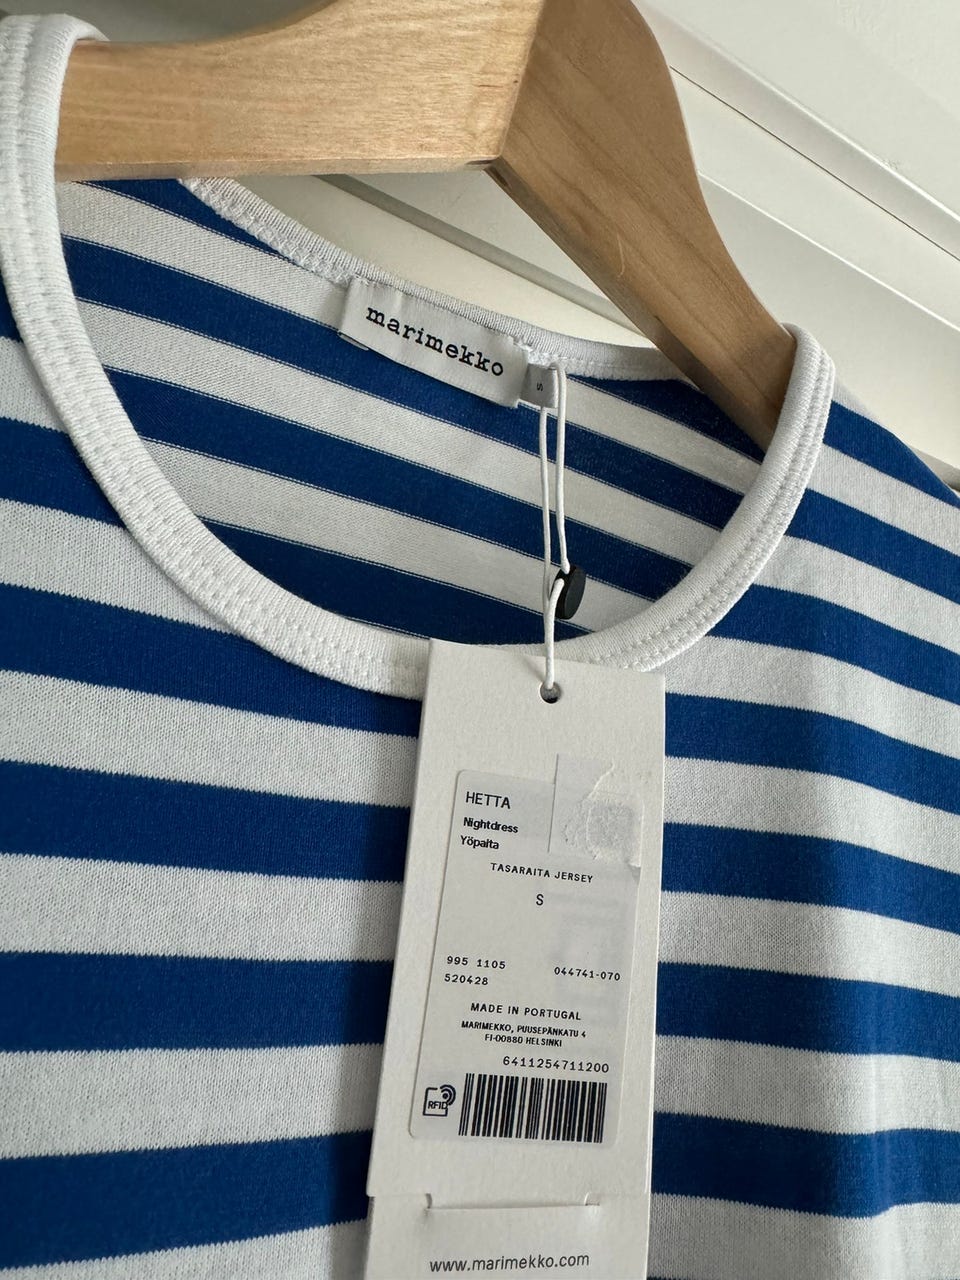 marimekko
S
HETTA
Nightdress
Yöpaita
TASARAITA JERSEY
S
995 1105 044741-070
520428
MADE IN PORTUGAL
MARIMEKKO, PUUSEPÄNKATU 4
FI-00880 HELSINKI
6411254711200
RFID
www.marimekko.com